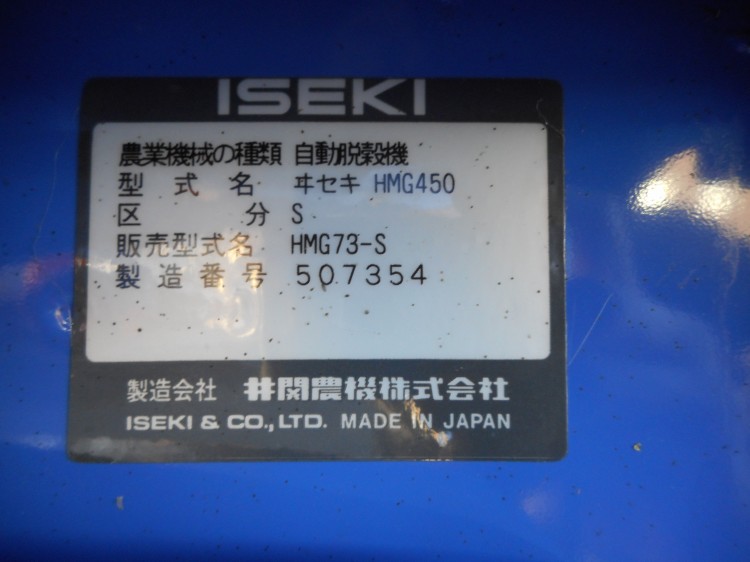 ISEKI
農業機械の種類 自動脱穀機
型式名 ヰセキ HMG450
区分 S
販売型式名 HMG73-S
製造番号 507354
製造会社 井関農機株式会社
ISEKI & CO.,LTD. MADE IN JAPAN